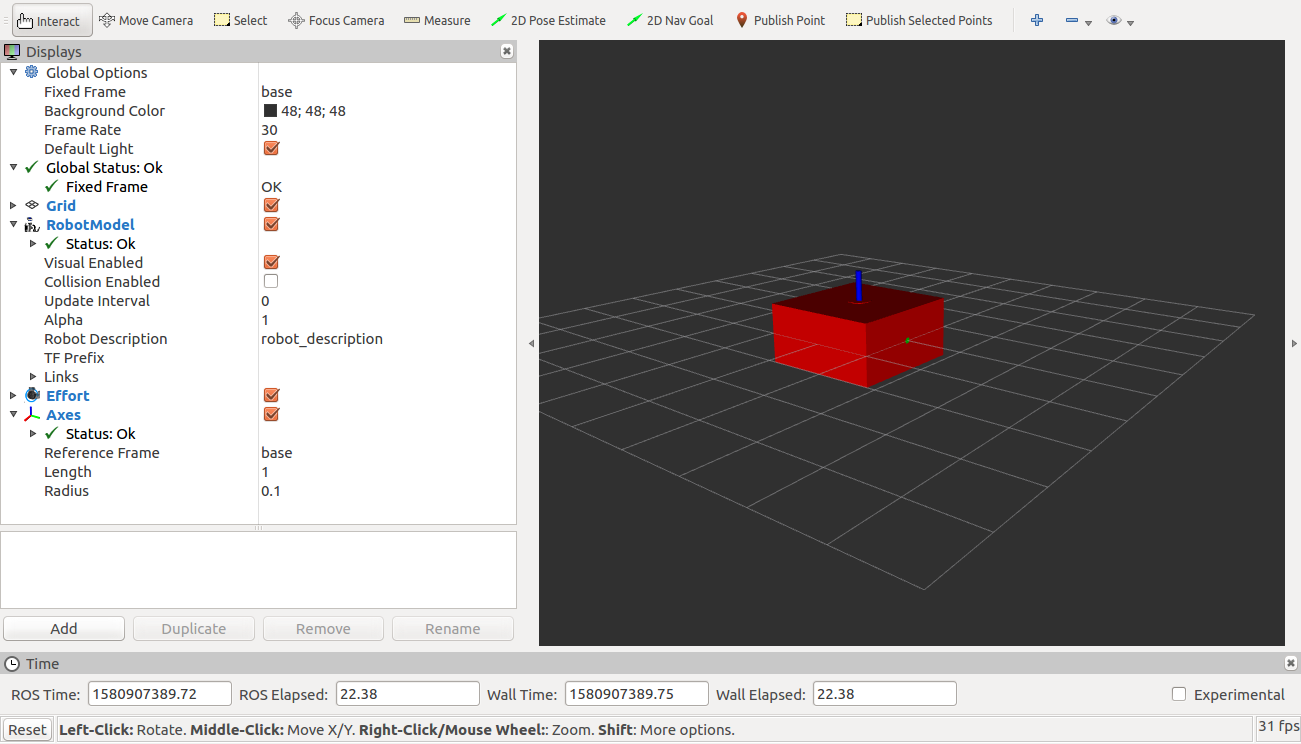 Interact Move Camera Select Focus Camera Measure 2D Pose Estimate 2D Nav Goal Publish Point Publish Selected Points
Displays
Global Options
Fixed Frame base
Background Color 48; 48; 48
Frame Rate 30
Default Light
Global Status: Ok
Fixed Frame OK
Grid
RobotModel
Status: Ok
Visual Enabled
Collision Enabled
Update Interval 0
Alpha 1
Robot Description robot_description
TF Prefix
Links
Effort
Axes
Status: Ok
Reference Frame base
Length 1
Radius 0.1
Add Duplicate Remove Rename
Time
ROS Time: 1580907389.72 ROS Elapsed: 22.38 Wall Time: 1580907389.75 Wall Elapsed: 22.38 Experimental
Reset Left-Click: Rotate. Middle-Click: Move X/Y. Right-Click/Mouse Wheel:: Zoom. Shift: More options. 31 fps